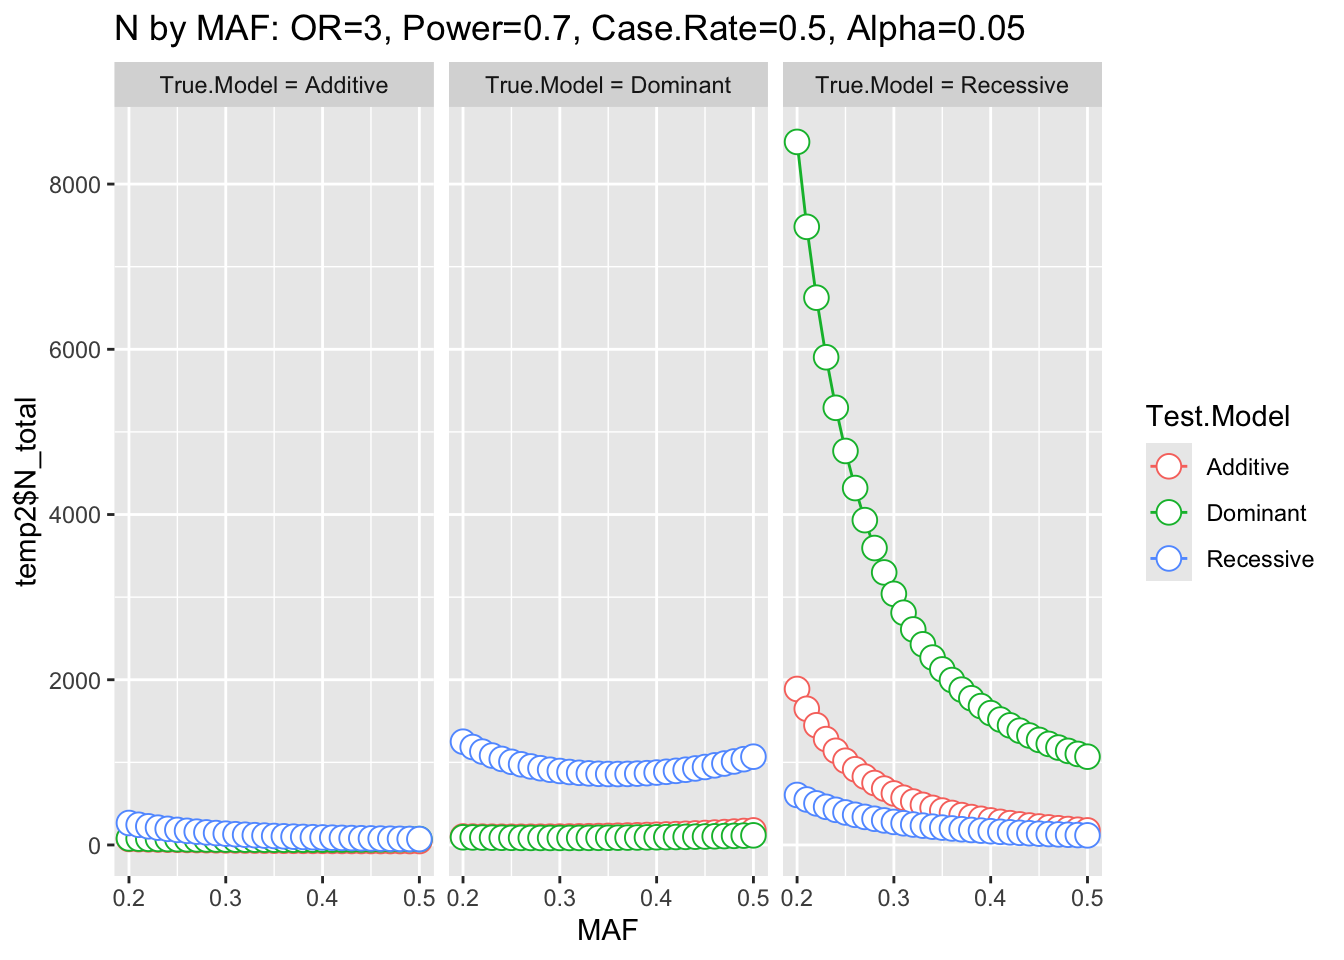 N by MAF: OR=3, Power=0.7, Case.Rate=0.5, Alpha=0.05
True.Model = Additive
True.Model = Dominant
True.Model = Recessive
temp2$N_total
8000
6000
4000
2000
0
0.2 0.3 0.4 0.5
0.2 0.3 0.4 0.5
0.2 0.3 0.4 0.5
MAF
Test.Model
Additive
Dominant
Recessive